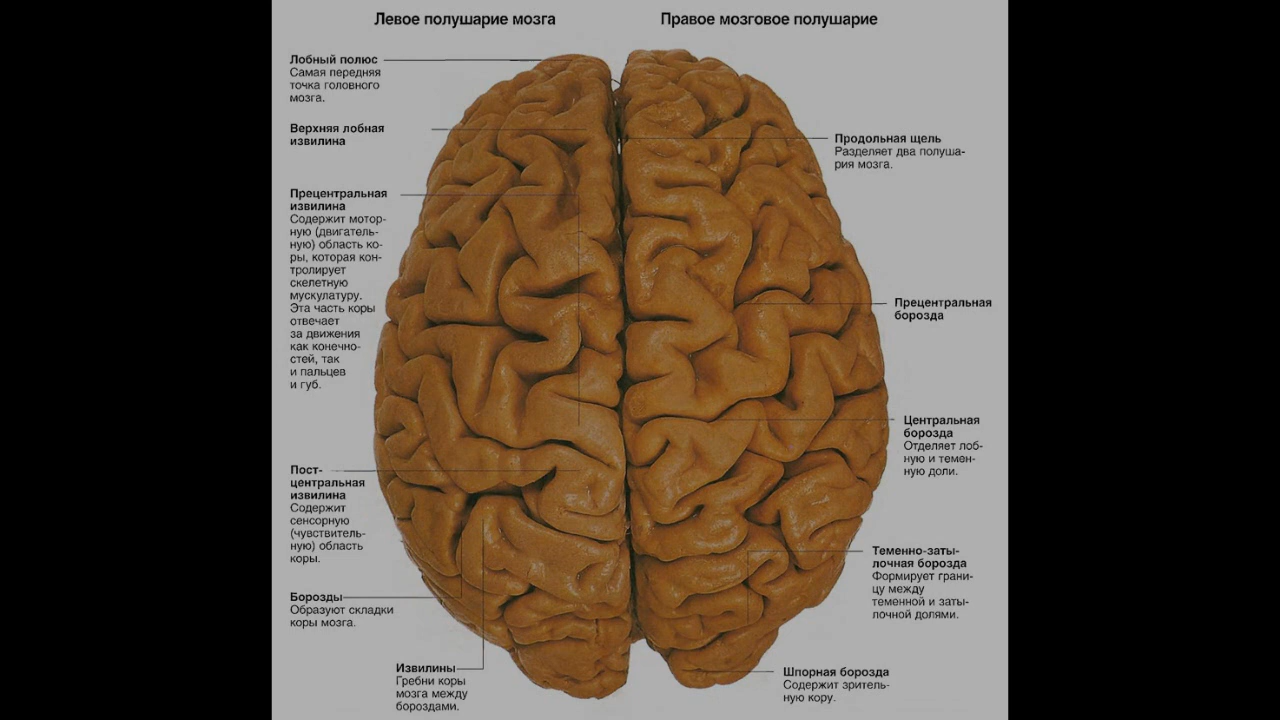 Левое полушарие мозга
Правое мозговое полушарие
Лобный полюс
Самая передняя
точка головного
мозга.
Верхняя лобная
извилина
Прецентральная
извилина
Содержит мотор-
ную (двигатель-
ную) область ко-
ры, которая кон-
тролирует
скелетную
мускулатуру.
Эта часть коры
отвечает
за движения
как конечно-
стей, так
и пальцев
и губ.
Пост-
центральная
извилина
Содержит
сенсорную
(чувствитель-
ную) область
коры.
Борозды
Образуют складки
коры мозга.
Извилины
Гребни коры
мозга между
бороздами.
Продольная щель
Разделяет два полуша-
рия мозга.
Прецентральная
борозда
Центральная
борозда
Отделяет лоб-
ную и темен-
ную доли.
Теменно-заты-
лочная борозда
Формирует грани-
цу между
теменной и заты-
лочной долями.
Шпорная борозда
Содержит зритель-
ную кору.